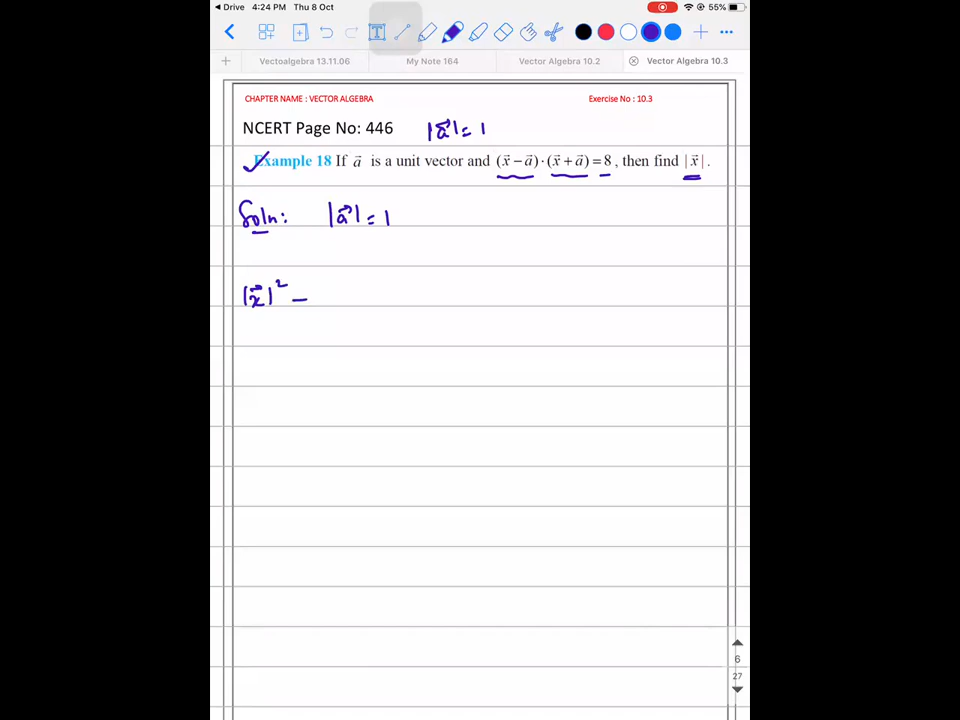 Drive 4:24 PM Thu 8 Oct 55%
Vectoalgebra 13.11.06 My Note 164 Vector Algebra 10.2 Vector Algebra 10.3
CHAPTER NAME : VECTOR ALGEBRA Exercise No : 10.3
NCERT Page No: 446 |a⃗| = 1
Example 18 If a⃗ is a unit vector and (x⃗ − a⃗) · (x⃗ + a⃗) = 8 , then find | x⃗ | .
Soln: |a⃗| = 1
|x⃗|² –
6
27